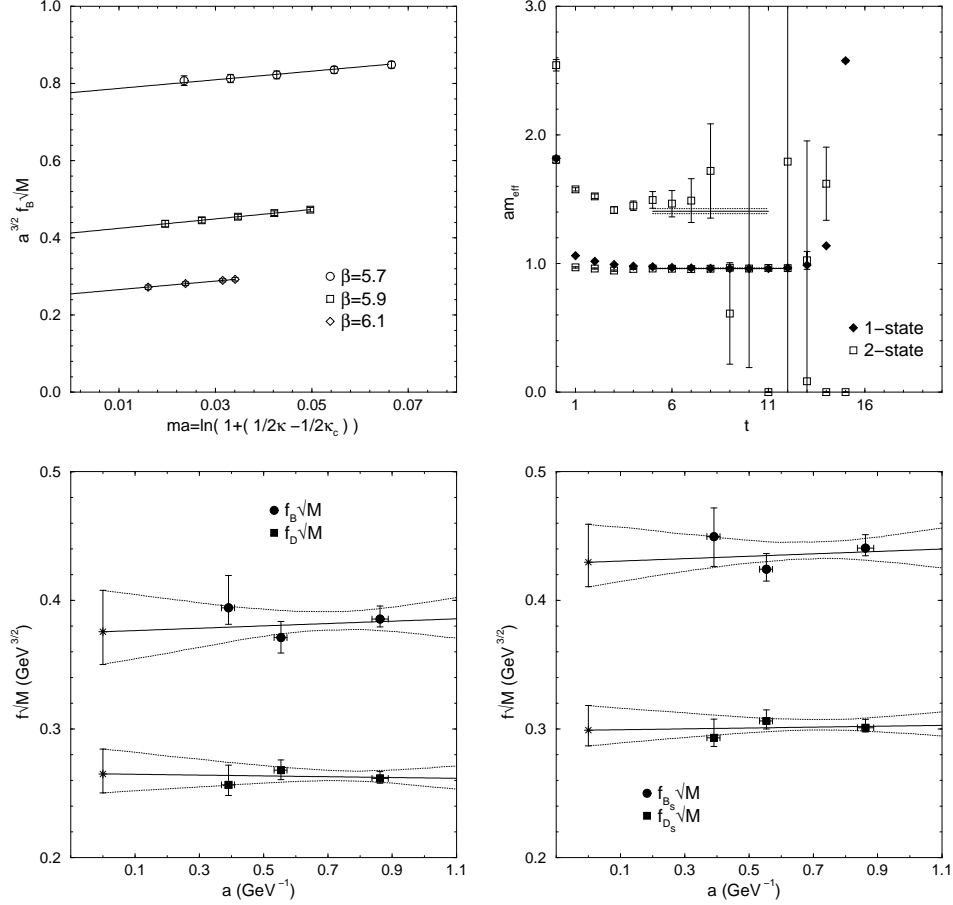 1.0
0.8
0.6
0.4
0.2
0.0
a^{3/2} f_B√M
β=5.7
β=5.9
β=6.1
0.01 0.03 0.05 0.07
ma=ln( 1+( 1/2κ −1/2κ_c ) )
3.0
2.0
1.0
0.0
am_eff
1−state
2−state
1 6 11 16
t
0.5
0.4
0.3
0.2
f√M (GeV^{3/2})
f_B√M
f_D√M
0.1 0.3 0.5 0.7 0.9 1.1
a (GeV^{−1})
0.5
0.4
0.3
0.2
f√M (GeV^{3/2})
f_{B_s}√M
f_{D_s}√M
0.1 0.3 0.5 0.7 0.9 1.1
a (GeV^{−1})